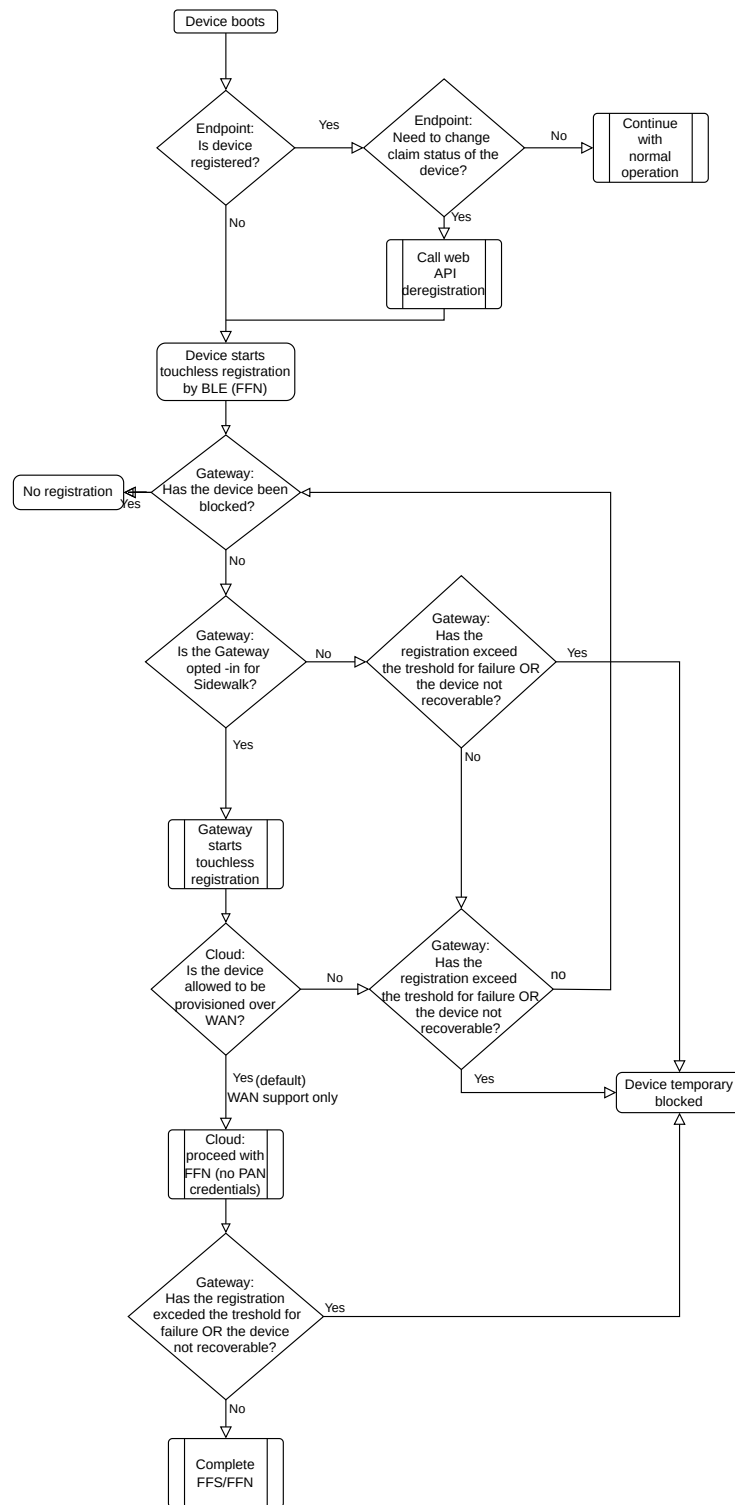 Device boots
Endpoint:
Is device
registered?
Yes
Endpoint:
Need to change
claim status of the
device?
No
Continue
with
normal
operation
No
Yes
Call web
API
deregistration
Device starts
touchless registration
by BLE (FFN)
Gateway:
Has the device been
blocked?
No registration
Yes
No
Gateway:
Is the Gateway
opted -in for
Sidewalk?
No
Gateway:
Has the
registration exceed
the treshold for failure OR
the device not
recoverable?
Yes
Yes
No
Gateway
starts
touchless
registration
Cloud:
Is the device
allowed to be
provisioned over
WAN?
No
Gateway:
Has the
registration exceed
the treshold for failure OR
the device not
recoverable?
no
Yes (default)
WAN support only
Yes
Device temporary
blocked
Cloud:
proceed with
FFN (no PAN
credentials)
Gateway:
Has the registration
exceded the treshold for
failure OR the device
not recoverable?
Yes
No
Complete
FFS/FFN